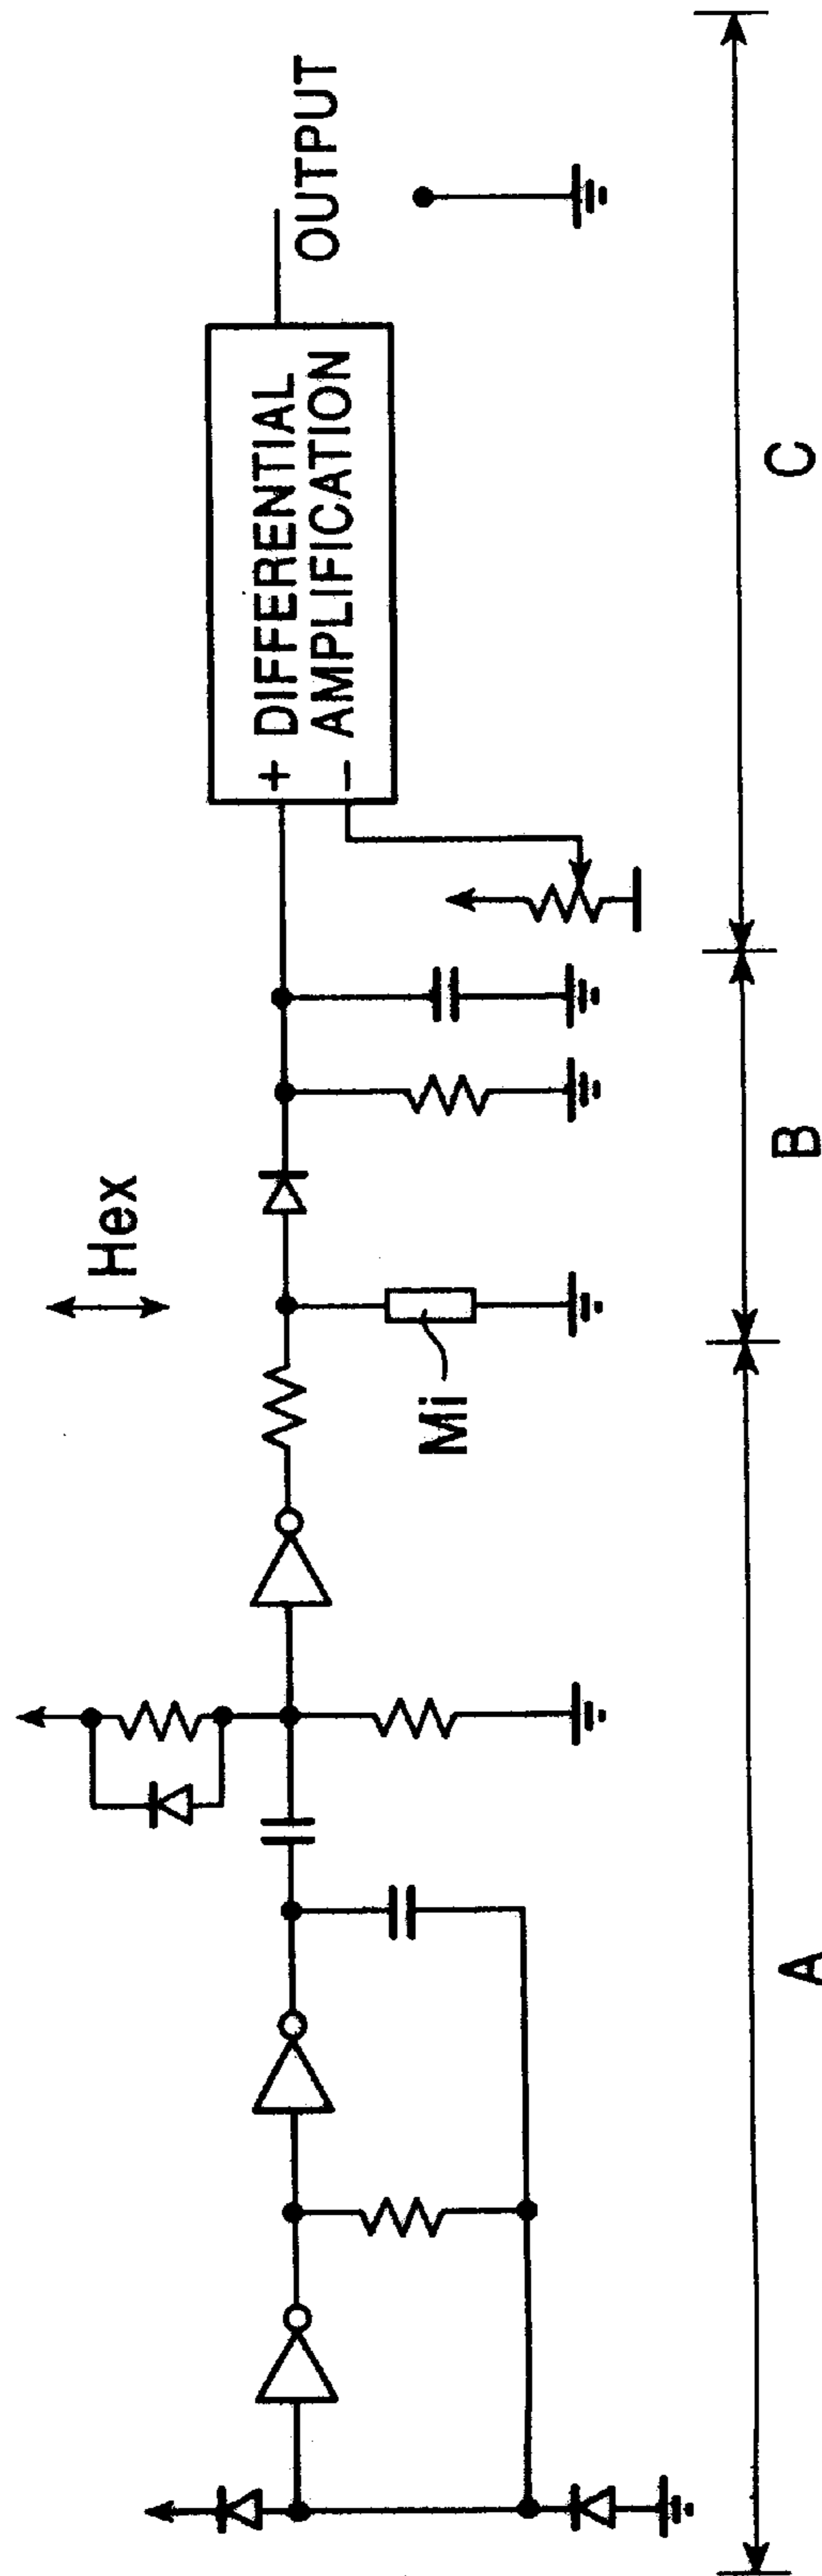 Hex
Mi
+ DIFFERENTIAL
- AMPLIFICATION
OUTPUT
A
B
C